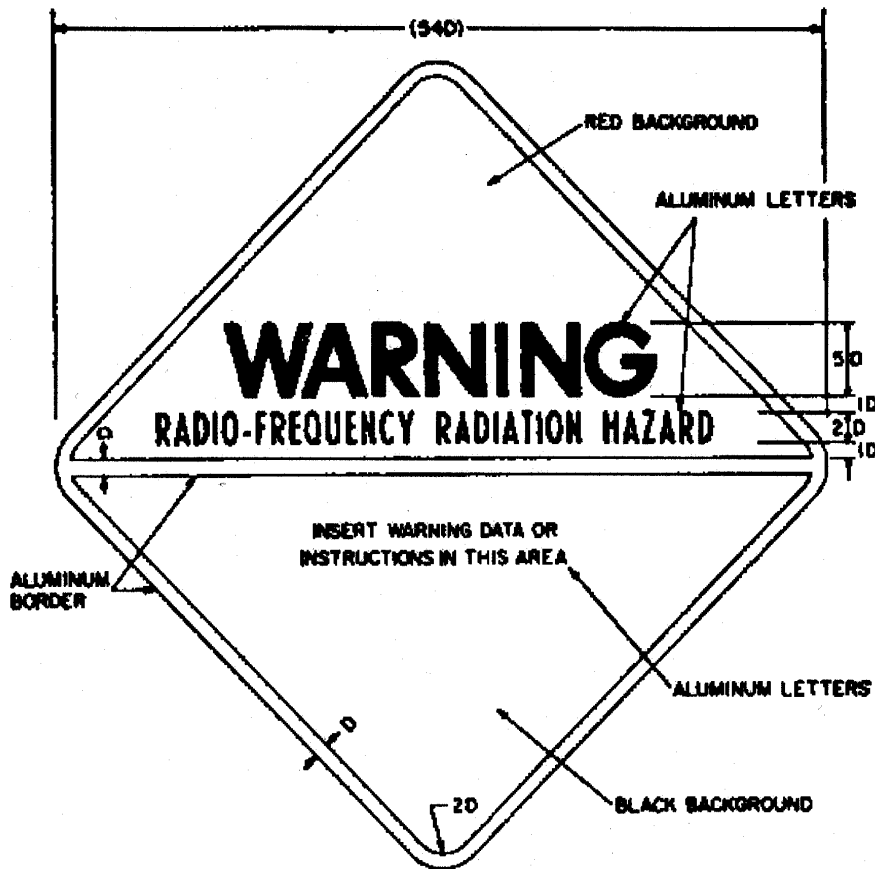 (54D)
RED BACKGROUND
ALUMINUM LETTERS
WARNING
5D
1D
RADIO-FREQUENCY RADIATION HAZARD
2D
1D
D
INSERT WARNING DATA OR
INSTRUCTIONS IN THIS AREA
ALUMINUM
BORDER
ALUMINUM LETTERS
D
2D
BLACK BACKGROUND